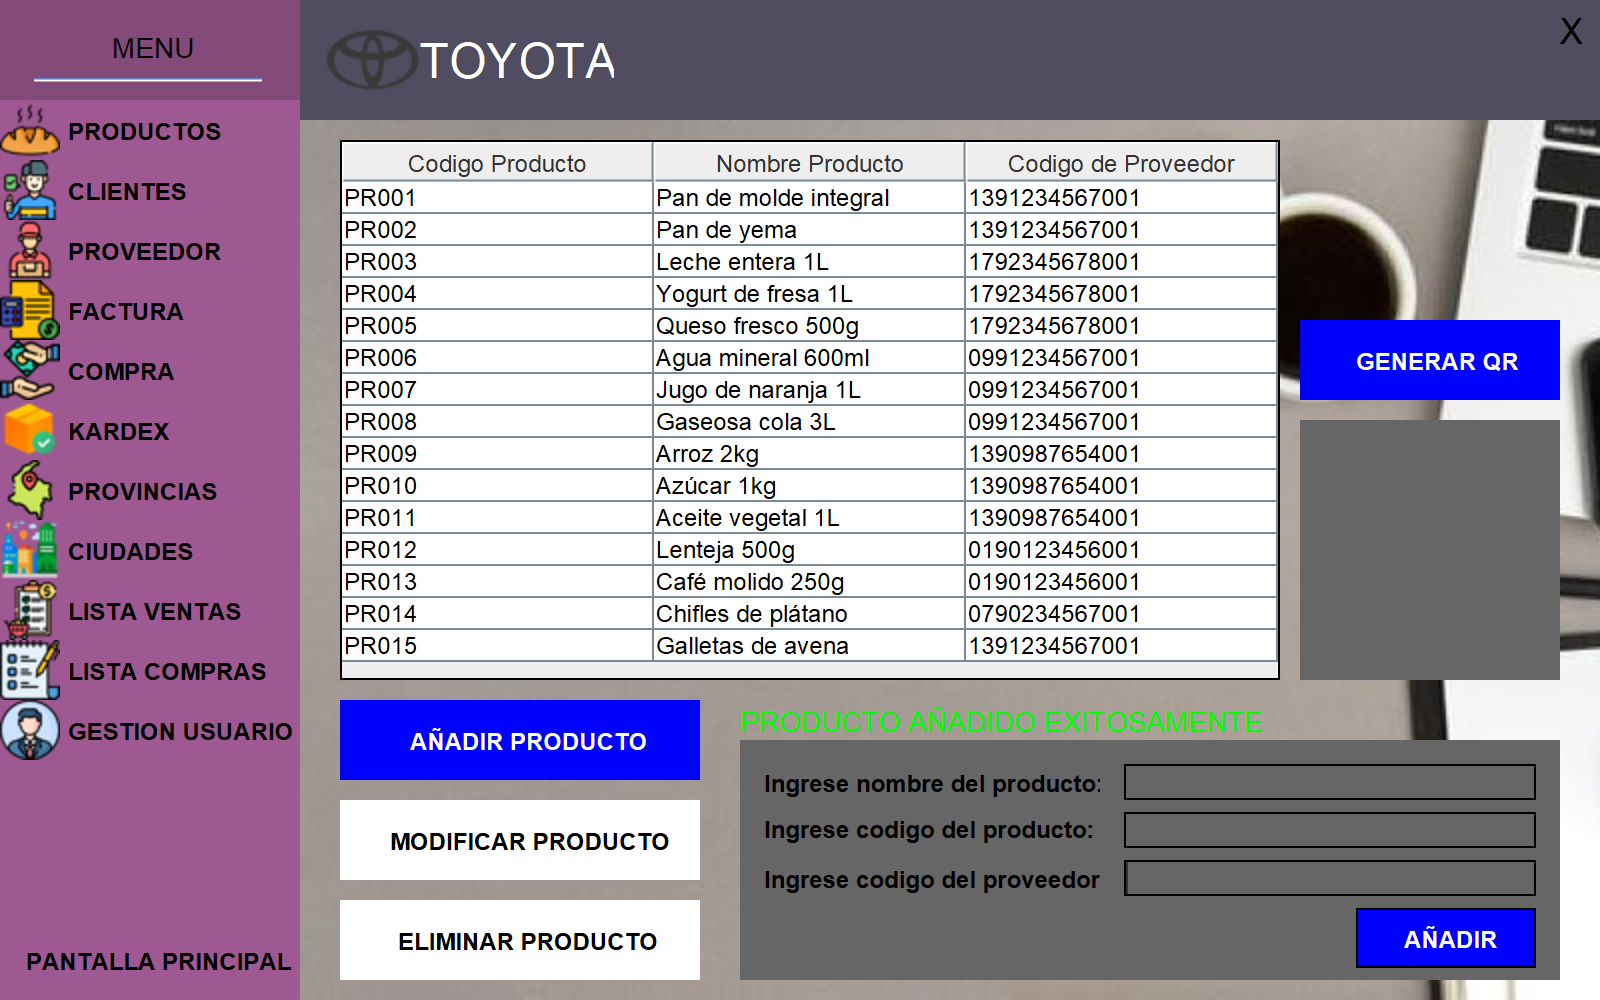 MENU
TOYOTA
X
PRODUCTOS
CLIENTES
PROVEEDOR
FACTURA
COMPRA
KARDEX
PROVINCIAS
CIUDADES
LISTA VENTAS
LISTA COMPRAS
GESTION USUARIO
PANTALLA PRINCIPAL
Codigo Producto Nombre Producto Codigo de Proveedor
PR001 Pan de molde integral 1391234567001
PR002 Pan de yema 1391234567001
PR003 Leche entera 1L 1792345678001
PR004 Yogurt de fresa 1L 1792345678001
PR005 Queso fresco 500g 1792345678001
PR006 Agua mineral 600ml 0991234567001
PR007 Jugo de naranja 1L 0991234567001
PR008 Gaseosa cola 3L 0991234567001
PR009 Arroz 2kg 1390987654001
PR010 Azúcar 1kg 1390987654001
PR011 Aceite vegetal 1L 1390987654001
PR012 Lenteja 500g 0190123456001
PR013 Café molido 250g 0190123456001
PR014 Chifles de plátano 0790234567001
PR015 Galletas de avena 1391234567001
GENERAR QR
AÑADIR PRODUCTO
MODIFICAR PRODUCTO
ELIMINAR PRODUCTO
PRODUCTO AÑADIDO EXITOSAMENTE
Ingrese nombre del producto:
Ingrese codigo del producto:
Ingrese codigo del proveedor
AÑADIR